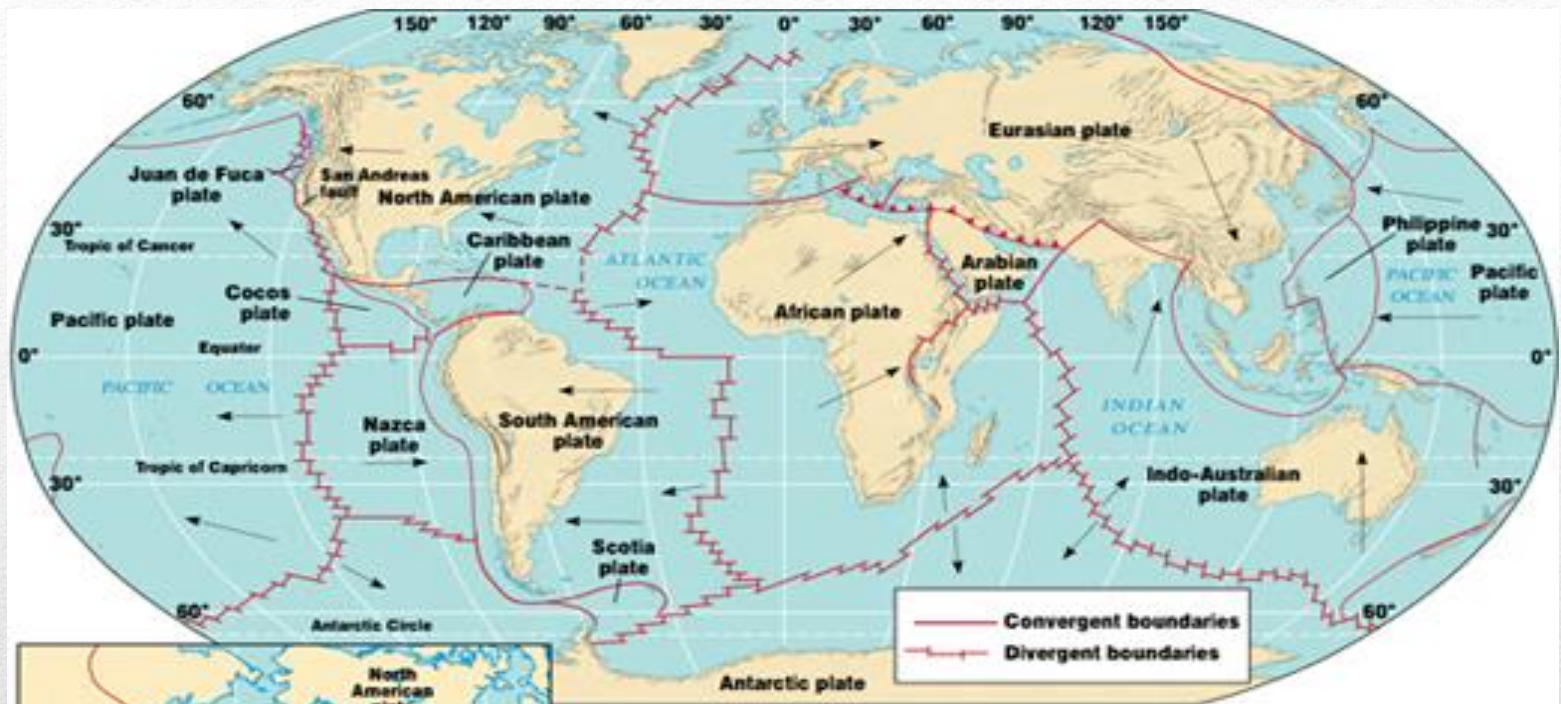 150° 120° 90° 60° 30° 0° 30° 60° 90° 120° 150°
60°
60°
Eurasian plate
Juan de Fuca
plate
San Andreas
fault
North American plate
30°
Tropic of Cancer
Caribbean
plate
ATLANTIC
OCEAN
Arabian
plate
Philippine
plate
30°
PACIFIC
OCEAN
Pacific
plate
Cocos
plate
Pacific plate
African plate
Equator
0°
0°
PACIFIC OCEAN
Nazca
plate
South American
plate
INDIAN
OCEAN
Tropic of Capricorn
30°
Indo-Australian
plate
30°
Scotia
plate
60°
60°
Antarctic Circle
Convergent boundaries
Divergent boundaries
Antarctic plate
North
American